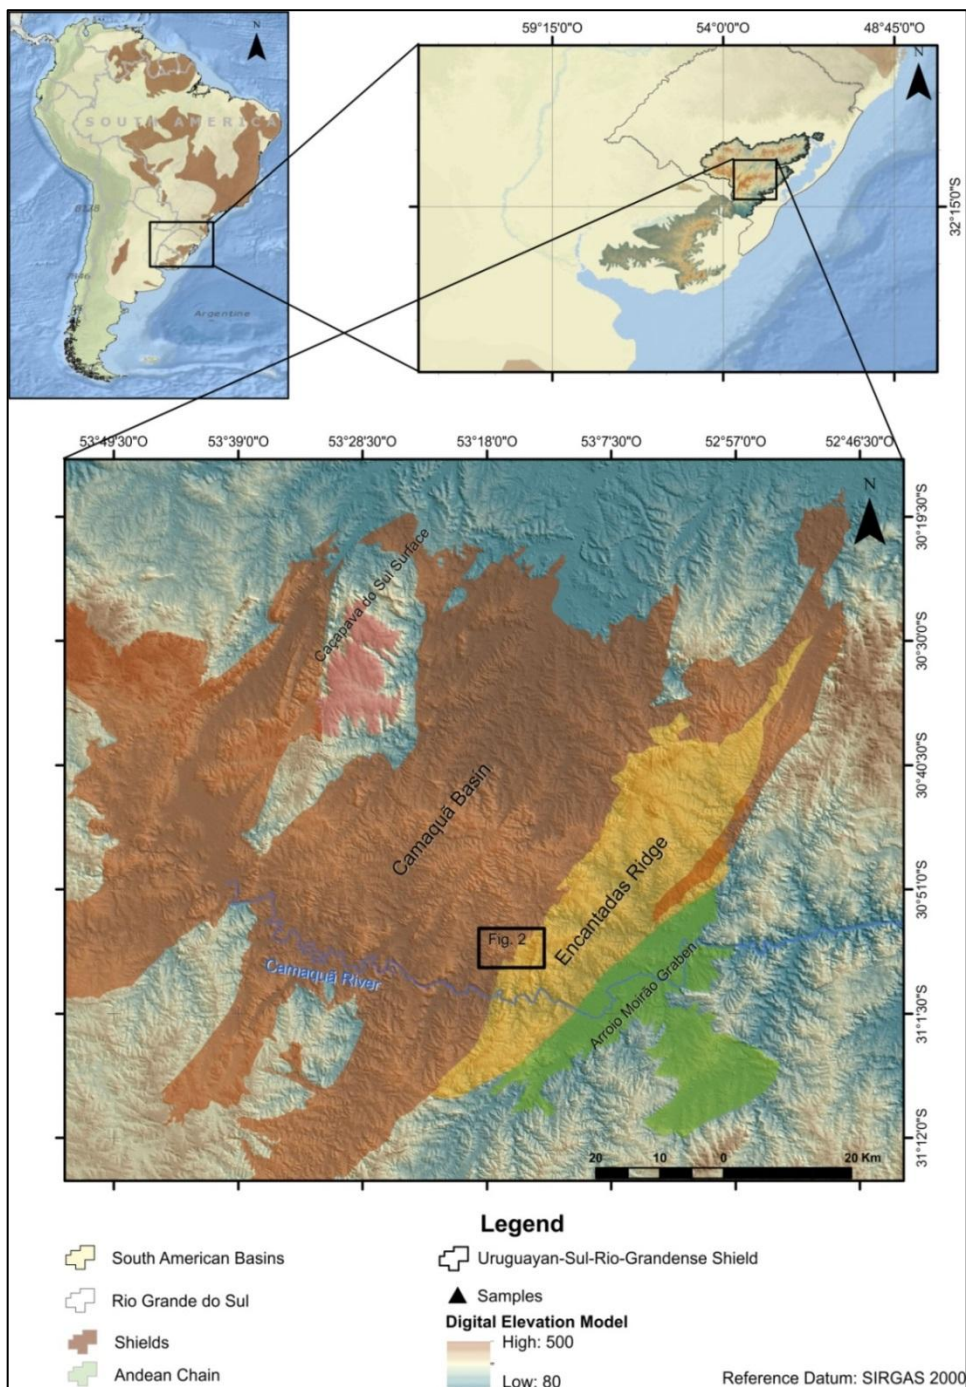 N
SOUTH AMERICA
Argentine
59°15'0"O 54°0'0"O 48°45'0"O
N
32°15'0"S
53°49'30"O 53°39'0"O 53°28'30"O 53°18'0"O 53°7'30"O 52°57'0"O 52°46'30"O
N
30°19'30"S
30°30'0"S
30°40'30"S
30°51'0"S
31°1'30"S
31°12'0"S
Caçapava do Sul Surface
Camaquã Basin
Encantadas Ridge
Fig. 2
Camaquã River
Arroio Moirão Graben
20 10 0 20 Km
Legend
South American Basins
Rio Grande do Sul
Shields
Andean Chain
Uruguayan-Sul-Rio-Grandense Shield
Samples
Digital Elevation Model
High: 500
Low: 80
Reference Datum: SIRGAS 2000